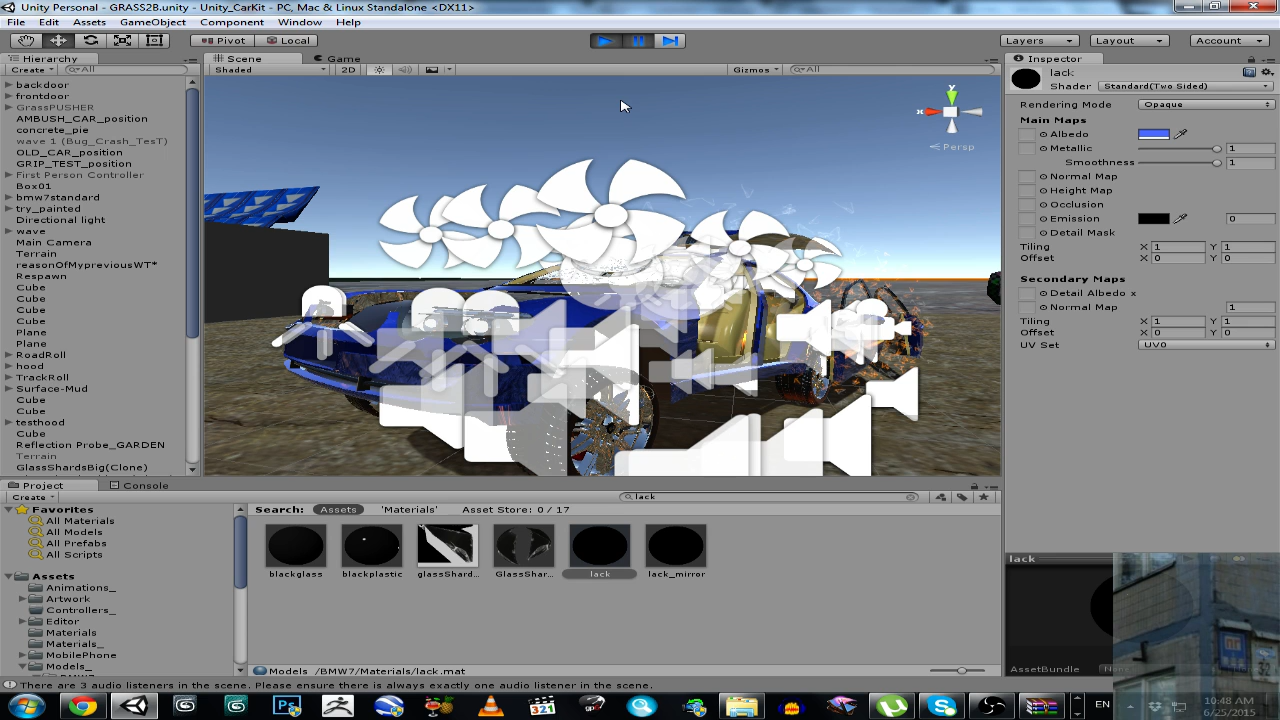 Unity Personal - GRASS2B.unity - Unity_CarKit - PC, Mac & Linux Standalone <DX11>
File Edit Assets GameObject Component Window Help
Pivot Local Layers Layout Account
Hierarchy
Create All
backdoor
frontdoor
GrassPUSHER
AMBUSH_CAR_position
concrete_pie
wave 1 (Bug_Crash_TesT)
OLD_CAR_position
GRIP_TEST_position
First Person Controller
Box01
bmw7standard
try_painted
Directional light
wave
Main Camera
Terrain
reasonOfMypreviousWT*
Respawn
Cube
Cube
Cube
Cube
Plane
Plane
RoadRoll
hood
TrackRoll
Surface-Mud
Cube
Cube
testhood
Cube
Reflection Probe_GARDEN
Terrain
GlassShardsBig(Clone)
Scene Game
Shaded 2D Gizmos All
y
x
Persp
Inspector
lack
Shader Standard(Two Sided)
Rendering Mode Opaque
Main Maps
Albedo
Metallic 1
Smoothness 1
Normal Map
Height Map
Occlusion
Emission 0
Detail Mask
Tiling X 1 Y 1
Offset X 0 Y 0
Secondary Maps
Detail Albedo x
Normal Map 1
Tiling X 1 Y 1
Offset X 0 Y 0
UV Set UV0
Project Console
Create lack
Favorites
All Materials
All Models
All Prefabs
All Scripts
Assets
Animations_
Artwork
Controllers_
Editor
Materials
Materials_
MobilePhone
Models_
Search: Assets 'Materials' Asset Store: 0 / 17
blackglass blackplastic glassShard... GlassShar... lack lack_mirror
Models_/BMW7/Materials/lack.mat
lack
AssetBundle
There are 3 audio listeners in the scene. Please ensure there is always exactly one audio listener in the scene.
Ps
321
EN
10:48 AM
6/25/2015